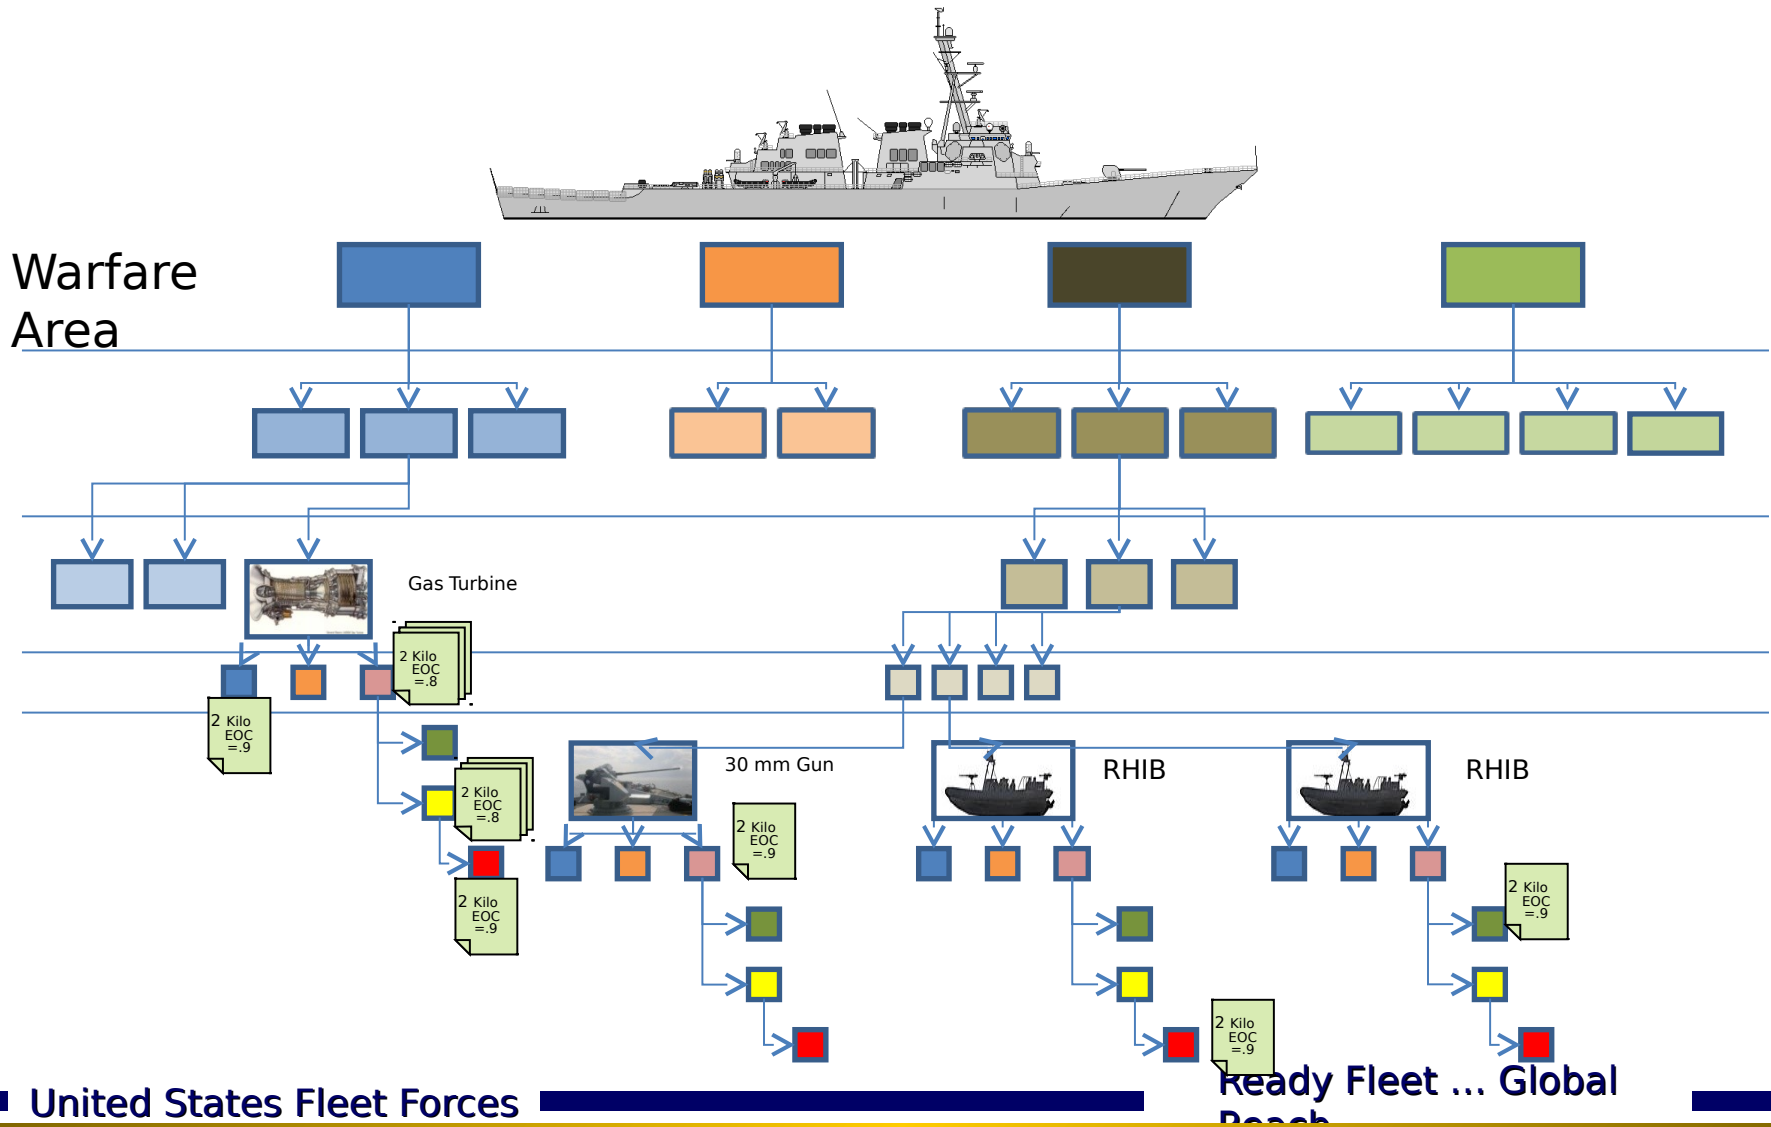 Warfare
Area
Gas Turbine
2 Kilo
EOC
=.8
2 Kilo
EOC
=.9
30 mm Gun
RHIB
RHIB
2 Kilo
EOC
=.8
2 Kilo
EOC
=.9
2 Kilo
EOC
=.9
2 Kilo
EOC
=.9
2 Kilo
EOC
=.9
United States Fleet Forces
Ready Fleet ... Global
Reach